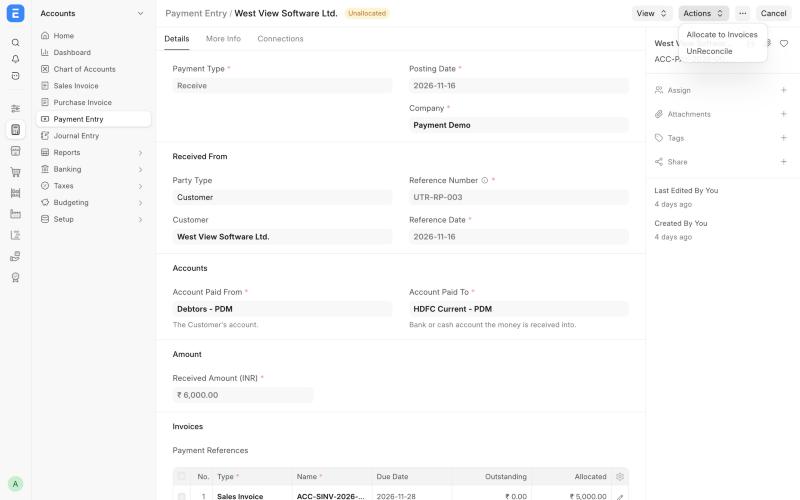 Accounts
Home
Dashboard
Chart of Accounts
Sales Invoice
Purchase Invoice
Payment Entry
Journal Entry
Reports
Banking
Taxes
Budgeting
Setup
A
Payment Entry / West View Software Ltd. Unallocated
View Actions ... Cancel
Allocate to Invoices
UnReconcile
Details More Info Connections
Payment Type *
Receive
Posting Date *
2026-11-16
Company *
Payment Demo
Received From
Party Type
Customer
Reference Number *
UTR-RP-003
Customer
West View Software Ltd.
Reference Date *
2026-11-16
Accounts
Account Paid From *
Debtors - PDM
The Customer's account.
Account Paid To *
HDFC Current - PDM
Bank or cash account the money is received into.
Amount
Received Amount (INR) *
₹ 6,000.00
Invoices
Payment References
No. Type * Name * Due Date Outstanding Allocated
1 Sales Invoice ACC-SINV-2026-... 2026-11-28 ₹ 0.00 ₹ 5,000.00
West
Assign
Attachments
Tags
Share
Last Edited By You
4 days ago
Created By You
4 days ago